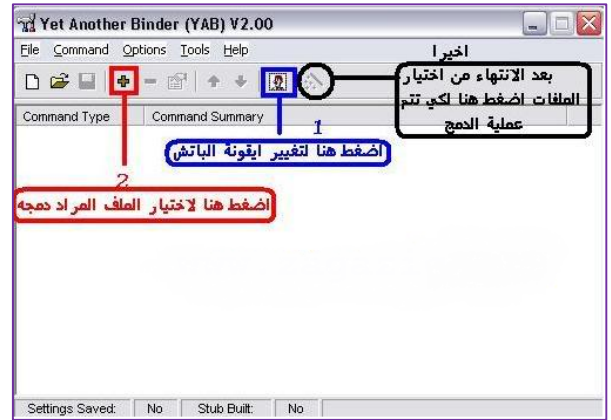 Yet Another Binder (YAB) V2.00
File Command Options Tools Help
اخيرا
بعد الانتهاء من اختيار
الملفات اضغط هنا لكي تتم
عملية الدمج
Command Type Command Summary
1
اضغط هنا لتغيير ايقونة الباتش
2
اضغط هنا لاختيار الملف المراد دمجه
Settings Saved: No Stub Built: No